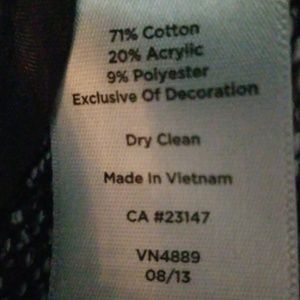 71% Cotton
20% Acrylic
9% Polyester
Exclusive Of Decoration
Dry Clean
Made In Vietnam
CA #23147
VN4889
08/13